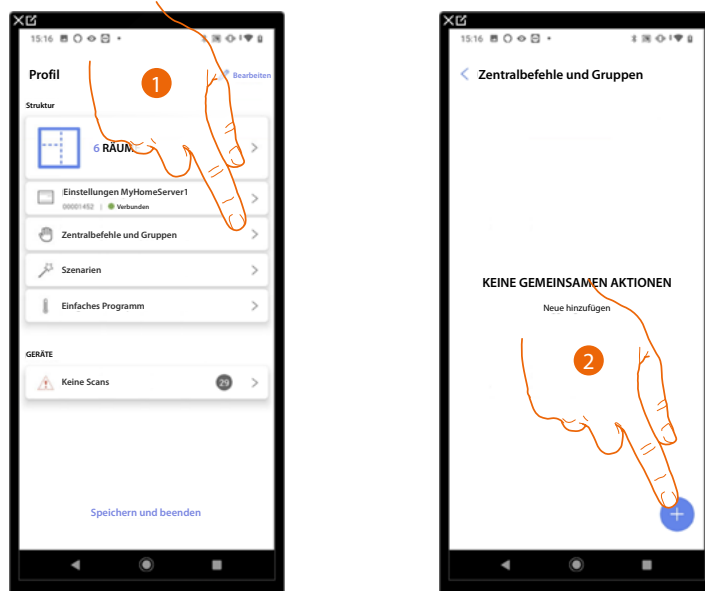 15:16
Profil
Bearbeiten
1
Struktur
6 RÄUM
Einstellungen MyHomeServer1
00001452 | Verbunden
Zentralbefehle und Gruppen
Szenarien
Einfaches Programm
GERÄTE
Keine Scans 29
Speichern und beenden
15:16
Zentralbefehle und Gruppen
KEINE GEMEINSAMEN AKTIONEN
Neue hinzufügen
2